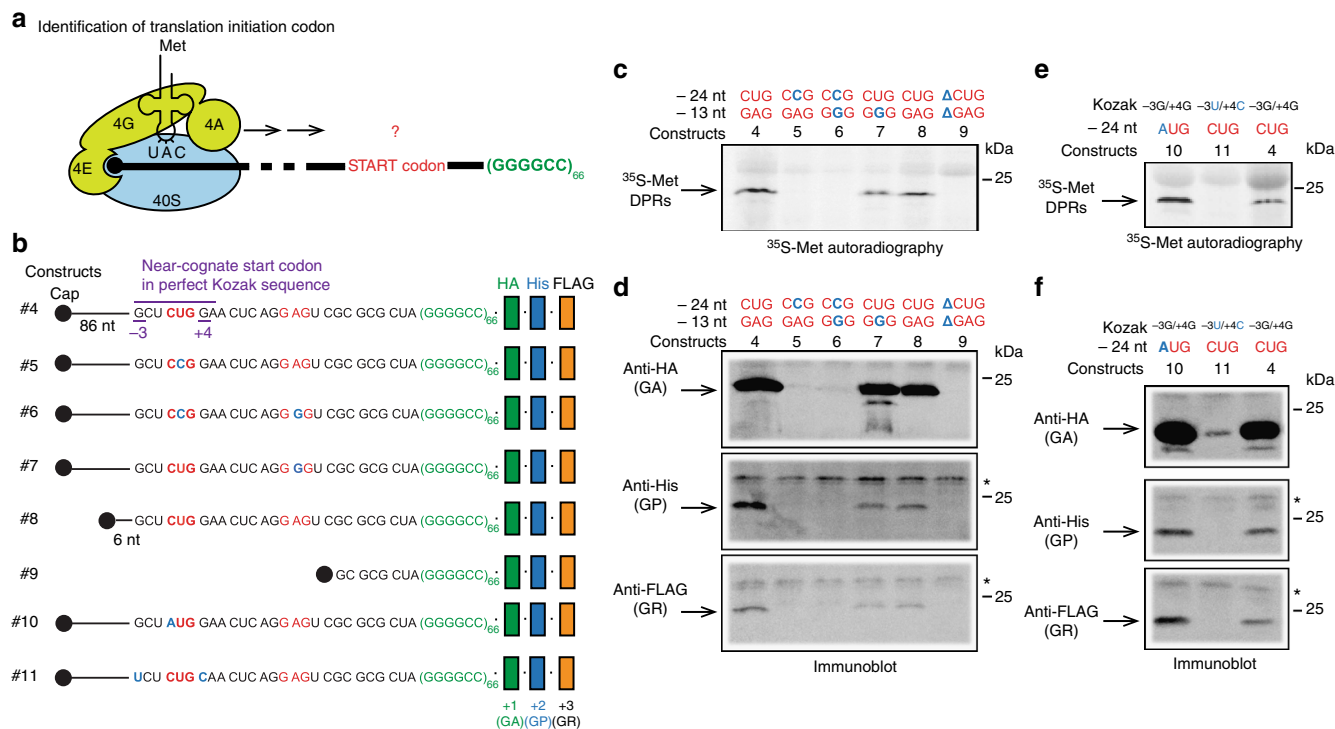 a
Identification of translation initiation codon
Met
4G
4A
4E
UAC
40S
?
START codon
(GGGGCC)66
b
Constructs
Near-cognate start codon
in perfect Kozak sequence
Cap
86 nt
HA His FLAG
#4 GCU CUG GAA CUC AGG AGU CGC GCG CUA (GGGGCC)66
−3 +4
#5 GCU CCG GAA CUC AGG AGU CGC GCG CUA (GGGGCC)66
#6 GCU CCG GAA CUC AGG GGU CGC GCG CUA (GGGGCC)66
#7 GCU CUG GAA CUC AGG GGU CGC GCG CUA (GGGGCC)66
#8 GCU CUG GAA CUC AGG AGU CGC GCG CUA (GGGGCC)66
6 nt
#9 GC GCG CUA (GGGGCC)66
#10 GCU AUG GAA CUC AGG AGU CGC GCG CUA (GGGGCC)66
#11 UCU CUG CAA CUC AGG AGU CGC GCG CUA (GGGGCC)66
+1 +2 +3
(GA) (GP) (GR)
c
− 24 nt CUG CCG CCG CUG CUG ΔCUG
− 13 nt GAG GAG GGG GGG GAG ΔGAG
Constructs 4 5 6 7 8 9
kDa
35S-Met
DPRs
25
35S-Met autoradiography
d
− 24 nt CUG CCG CCG CUG CUG ΔCUG
− 13 nt GAG GAG GGG GGG GAG ΔGAG
Constructs 4 5 6 7 8 9
kDa
Anti-HA
(GA)
25
Anti-His
(GP)
*
25
Anti-FLAG
(GR)
*
25
Immunoblot
e
Kozak −3G/+4G −3U/+4C −3G/+4G
− 24 nt AUG CUG CUG
Constructs 10 11 4
kDa
35S-Met
DPRs
25
35S-Met autoradiography
f
Kozak −3G/+4G −3U/+4C −3G/+4G
− 24 nt AUG CUG CUG
Constructs 10 11 4
kDa
Anti-HA
(GA)
25
Anti-His
(GP)
*
25
Anti-FLAG
(GR)
*
25
Immunoblot